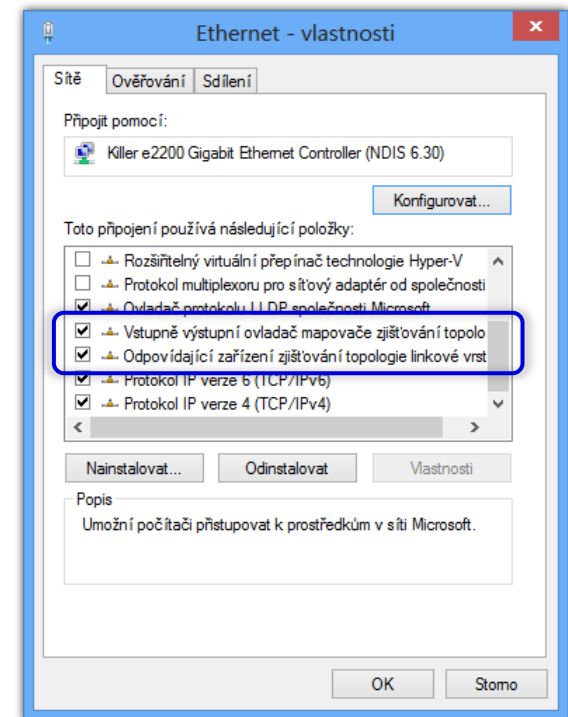 Ethernet - vlastnosti
Sítě Ověřování Sdílení
Připojit pomocí:
Killer e2200 Gigabit Ethernet Controller (NDIS 6.30)
Konfigurovat...
Toto připojení používá následující položky:
Rozšiřitelný virtuální přepínač technologie Hyper-V
Protokol multiplexoru pro síťový adaptér od společnosti
Ovladač protokolu LLDP společnosti Microsoft
Vstupně výstupní ovladač mapovače zjišťování topolo
Odpovídající zařízení zjišťování topologie linkové vrst
Protokol IP verze 6 (TCP/IPv6)
Protokol IP verze 4 (TCP/IPv4)
Nainstalovat... Odinstalovat Vlastnosti
Popis
Umožní počítači přistupovat k prostředkům v síti Microsoft.
OK Storno